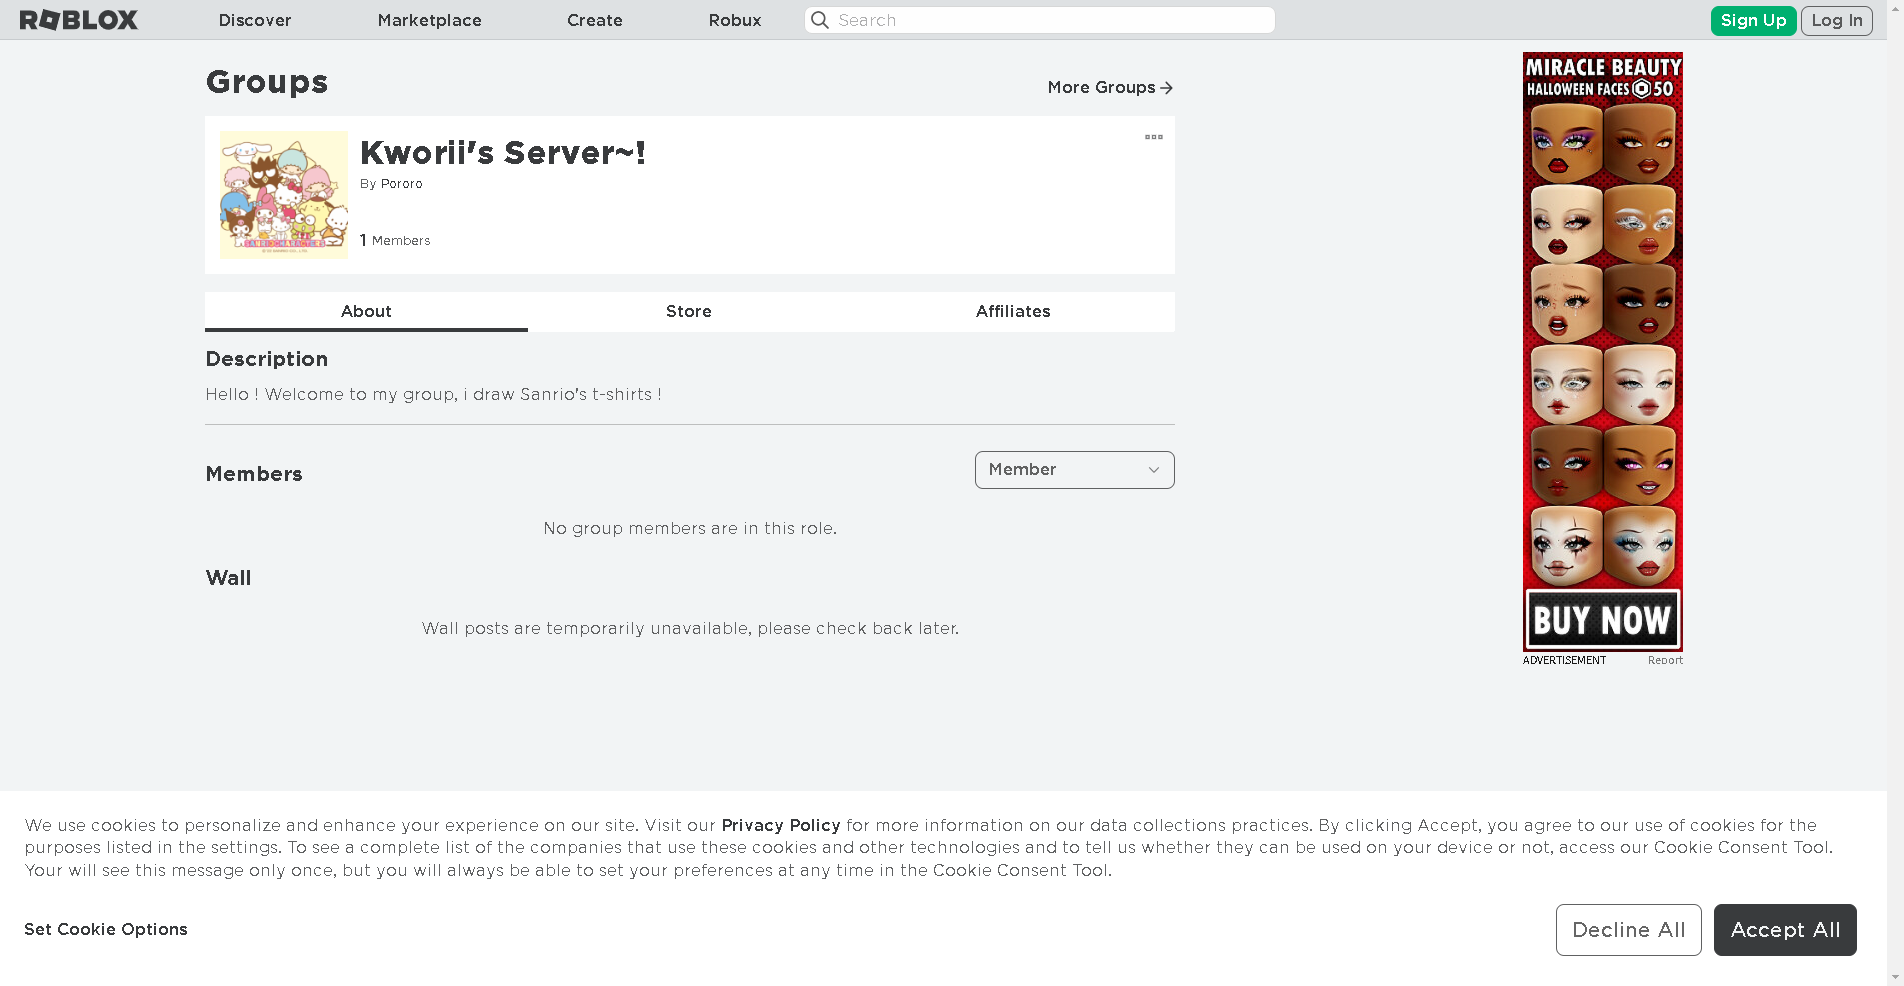 ROBLOX
Discover
Marketplace
Create
Robux
Search
Sign Up
Log In
Groups
More Groups
Kworii's Server~!
By Pororo
1 Members
SANRIO CHARACTERS
About
Store
Affiliates
Description
Hello ! Welcome to my group, i draw Sanrio's t-shirts !
Members
Member
No group members are in this role.
Wall
Wall posts are temporarily unavailable, please check back later.
MIRACLE BEAUTY
HALLOWEEN FACES 50
BUY NOW
ADVERTISEMENT
Report
We use cookies to personalize and enhance your experience on our site. Visit our Privacy Policy for more information on our data collections practices. By clicking Accept, you agree to our use of cookies for the
purposes listed in the settings. To see a complete list of the companies that use these cookies and other technologies and to tell us whether they can be used on your device or not, access our Cookie Consent Tool.
Your will see this message only once, but you will always be able to set your preferences at any time in the Cookie Consent Tool.
Set Cookie Options
Decline All
Accept All